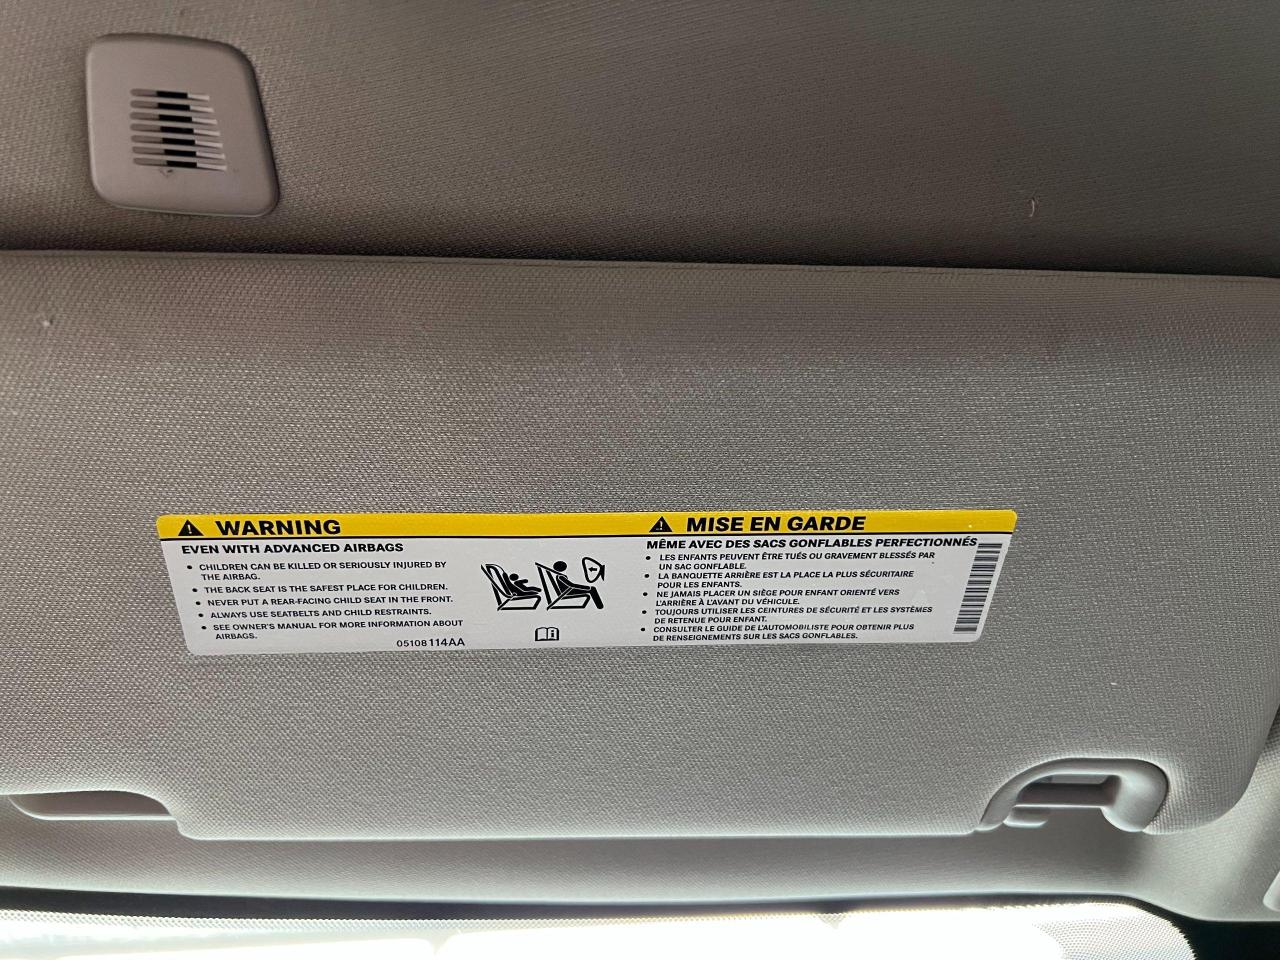 WARNING
EVEN WITH ADVANCED AIRBAGS
• CHILDREN CAN BE KILLED OR SERIOUSLY INJURED BY
THE AIRBAG.
• THE BACK SEAT IS THE SAFEST PLACE FOR CHILDREN.
• NEVER PUT A REAR-FACING CHILD SEAT IN THE FRONT.
• ALWAYS USE SEATBELTS AND CHILD RESTRAINTS.
• SEE OWNER'S MANUAL FOR MORE INFORMATION ABOUT
AIRBAGS.
05108114AA
MISE EN GARDE
MÊME AVEC DES SACS GONFLABLES PERFECTIONNÉS
• LES ENFANTS PEUVENT ÊTRE TUÉS OU GRAVEMENT BLESSÉS PAR
UN SAC GONFLABLE.
• LA BANQUETTE ARRIÈRE EST LA PLACE LA PLUS SÉCURITAIRE
POUR LES ENFANTS.
• NE JAMAIS PLACER UN SIÈGE POUR ENFANT ORIENTÉ VERS
L'ARRIÈRE À L'AVANT DU VÉHICULE.
• TOUJOURS UTILISER LES CEINTURES DE SÉCURITÉ ET LES SYSTÈMES
DE RETENUE POUR ENFANT.
• CONSULTER LE GUIDE DE L'AUTOMOBILISTE POUR OBTENIR PLUS
DE RENSEIGNEMENTS SUR LES SACS GONFLABLES.